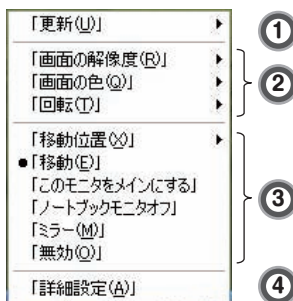 「更新(U)」 1
「画面の解像度(R)」
「画面の色(Q)」 2
「回転(T)」
「移動位置(X)」
●「移動(E)」
「このモニタをメインにする」
「ノートブックモニタオフ」 3
「ミラー(M)」
「無効(O)」
「詳細設定(A)」 4